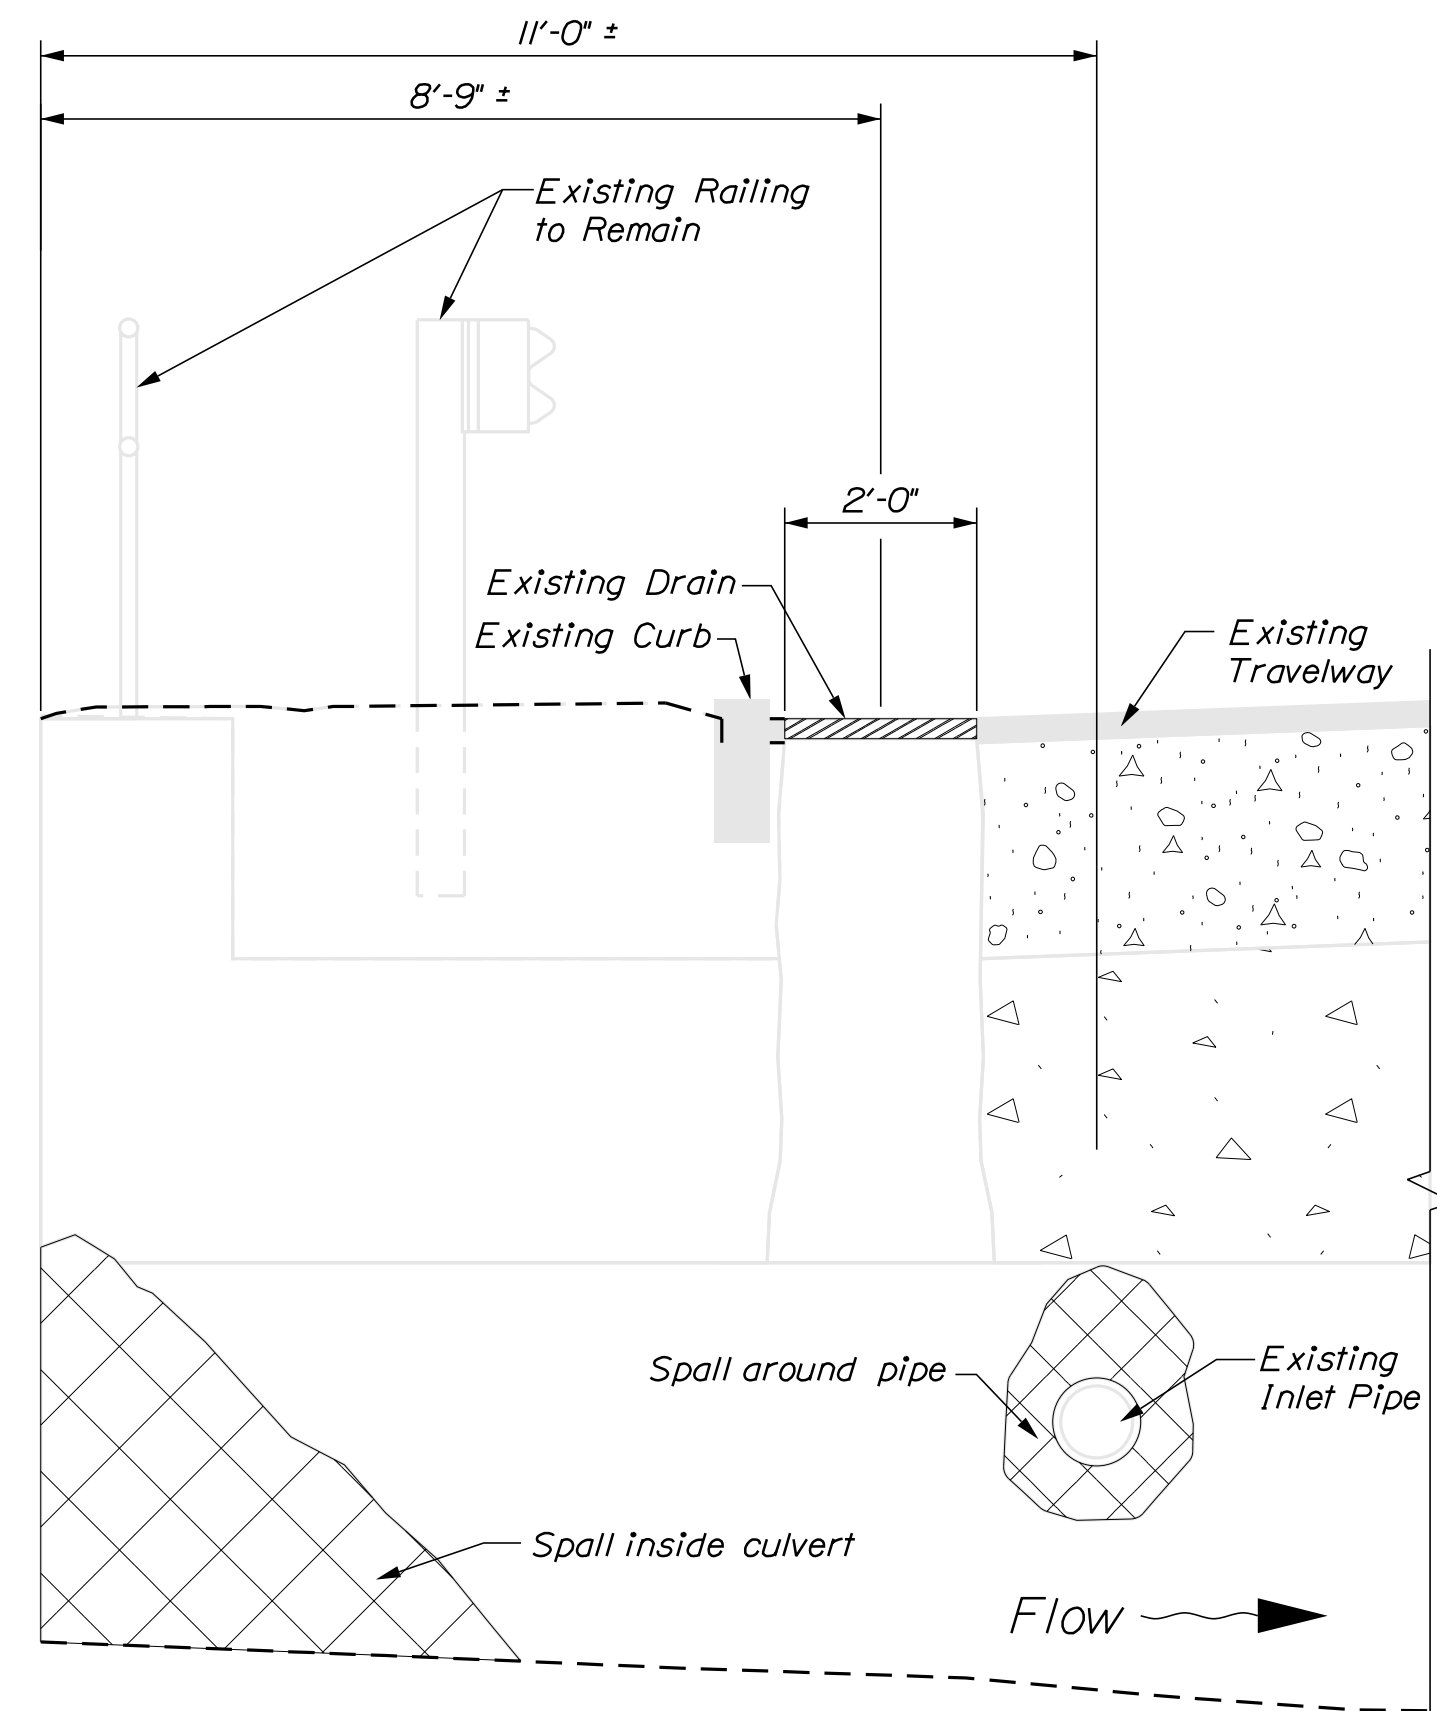 11'-0" ±
8'-9" ±
Existing Railing
to Remain
2'-0"
Existing Drain
Existing Curb
Existing
Travelway
Spall around pipe
Existing
Inlet Pipe
Spall inside culvert
Flow